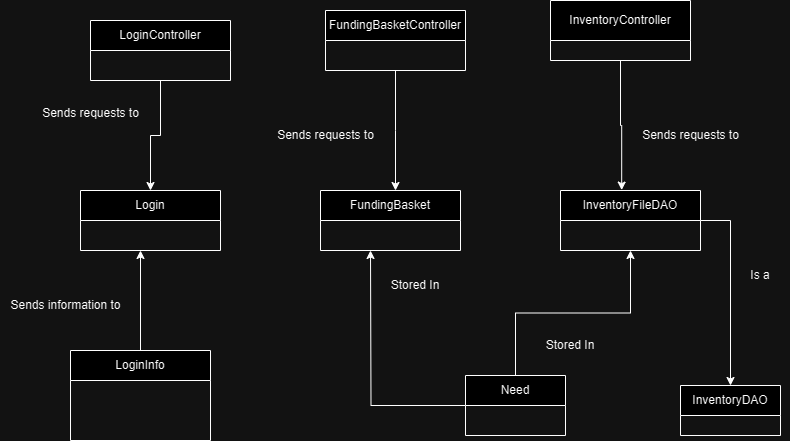 LoginController
FundingBasketController
InventoryController
Sends requests to
Sends requests to
Sends requests to
Login
FundingBasket
InventoryFileDAO
Is a
Stored In
Sends information to
Stored In
LoginInfo
Need
InventoryDAO